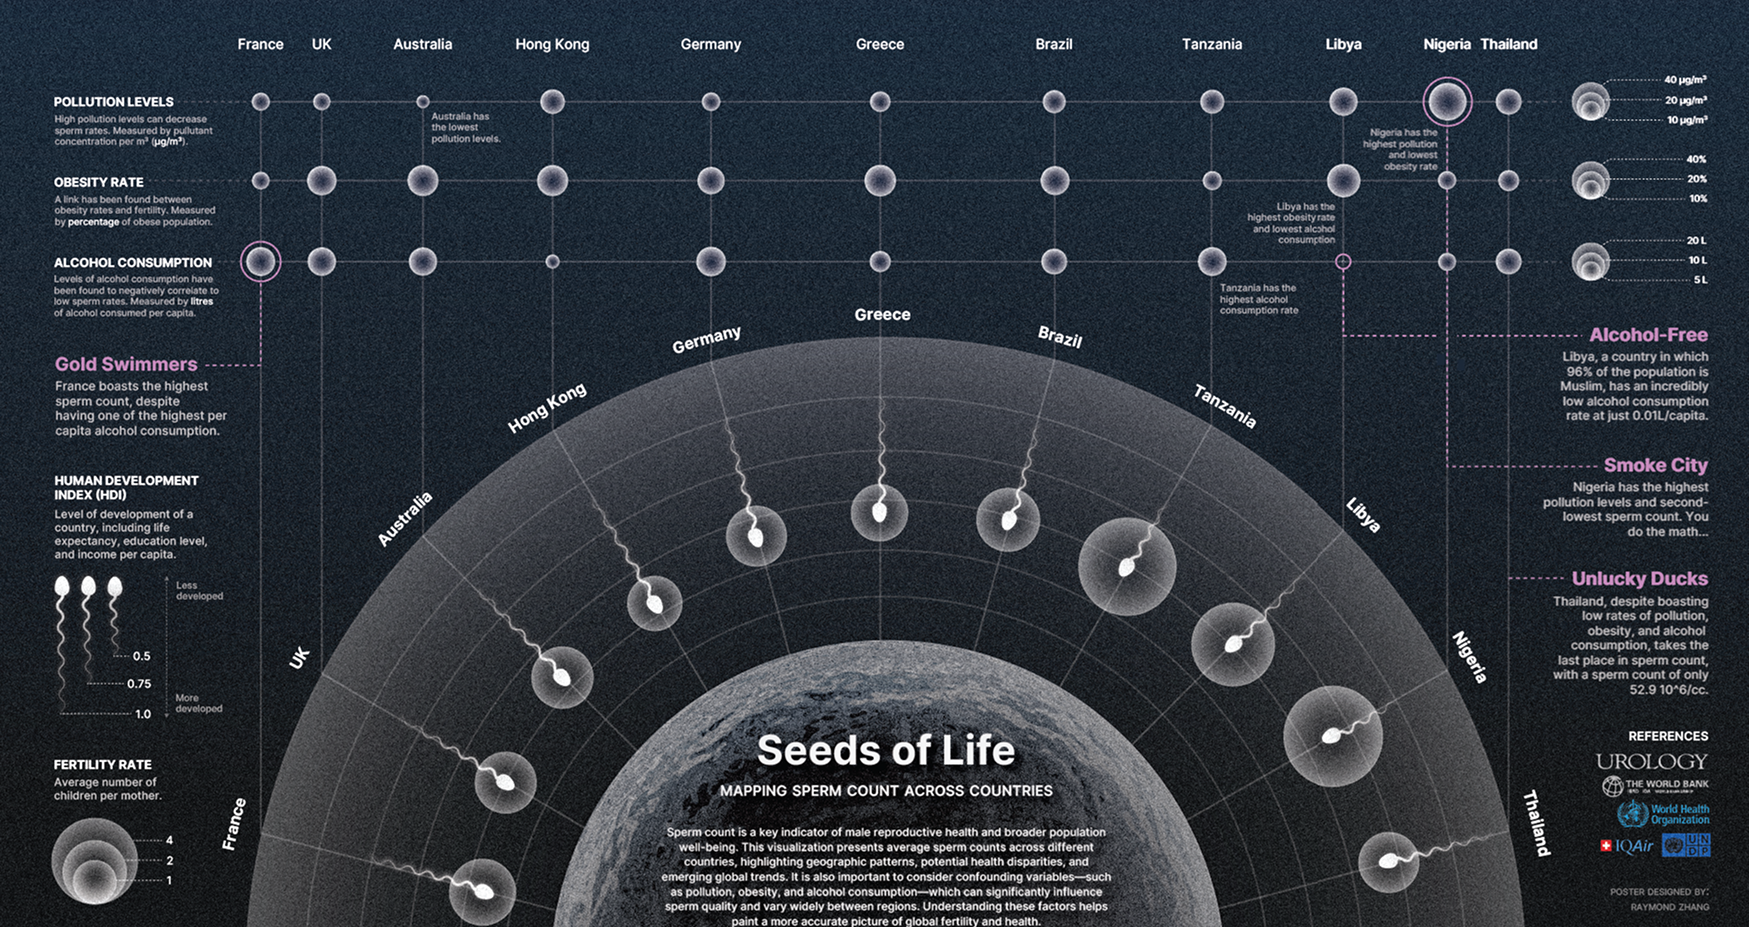 France UK Australia Hong Kong Germany Greece Brazil Tanzania Libya Nigeria Thailand
POLLUTION LEVELS
High pollution levels can decrease
sperm rates. Measured by pullutant
concentration per m³ (µg/m³).
Australia has
the lowest
pollution levels.
Nigeria has the
highest pollution
and lowest
obesity rate
40 µg/m³
20 µg/m³
10 µg/m³
OBESITY RATE
A link has been found between
obesity rates and fertility. Measured
by percentage of obese population.
Libya has the
highest obesity rate
and lowest alcohol
consumption
40%
20%
10%
ALCOHOL CONSUMPTION
Levels of alcohol consumption have
been found to negatively correlate to
low sperm rates. Measured by litres
of alcohol consumed per capita.
Tanzania has the
highest alcohol
consumption rate
20 L
10 L
5 L
Gold Swimmers
France boasts the highest
sperm count, despite
having one of the highest per
capita alcohol consumption.
HUMAN DEVELOPMENT
INDEX (HDI)
Level of development of a
country, including life
expectancy, education level,
and income per capita.
Less
developed
0.5
0.75
More
developed
1.0
FERTILITY RATE
Average number of
children per mother.
4
2
1
France
UK
Australia
Hong Kong
Germany
Greece
Brazil
Tanzania
Libya
Nigeria
Thailand
Seeds of Life
MAPPING SPERM COUNT ACROSS COUNTRIES
Sperm count is a key indicator of male reproductive health and broader population
well-being. This visualization presents average sperm counts across different
countries, highlighting geographic patterns, potential health disparities, and
emerging global trends. It is also important to consider confounding variables—such
as pollution, obesity, and alcohol consumption—which can significantly influence
sperm quality and vary widely between regions. Understanding these factors helps
paint a more accurate picture of global fertility and health.
Alcohol-Free
Libya, a country in which
96% of the population is
Muslim, has an incredibly
low alcohol consumption
rate at just 0.01L/capita.
Smoke City
Nigeria has the highest
pollution levels and second-
lowest sperm count. You
do the math...
Unlucky Ducks
Thailand, despite boasting
low rates of pollution,
obesity, and alcohol
consumption, takes the
last place in sperm count,
with a sperm count of only
52.9 10^6/cc.
REFERENCES
UROLOGY
THE WORLD BANK
World Health
Organization
IQAir
UN
DP
POSTER DESIGNED BY:
RAYMOND ZHANG